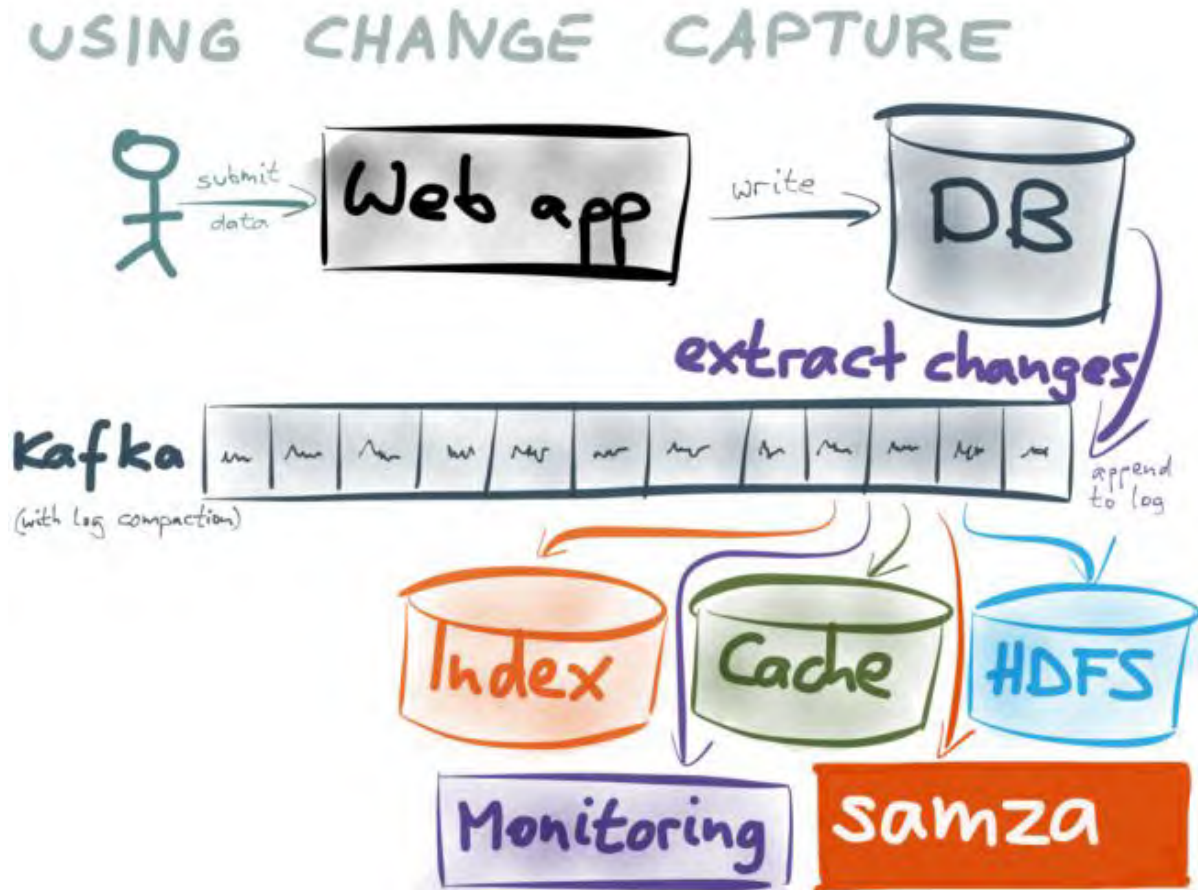 USING CHANGE CAPTURE
submit
data
Web app
write
DB
extract changes
Kafka
(with log compaction)
append
to log
Index
Cache
HDFS
Monitoring
samza